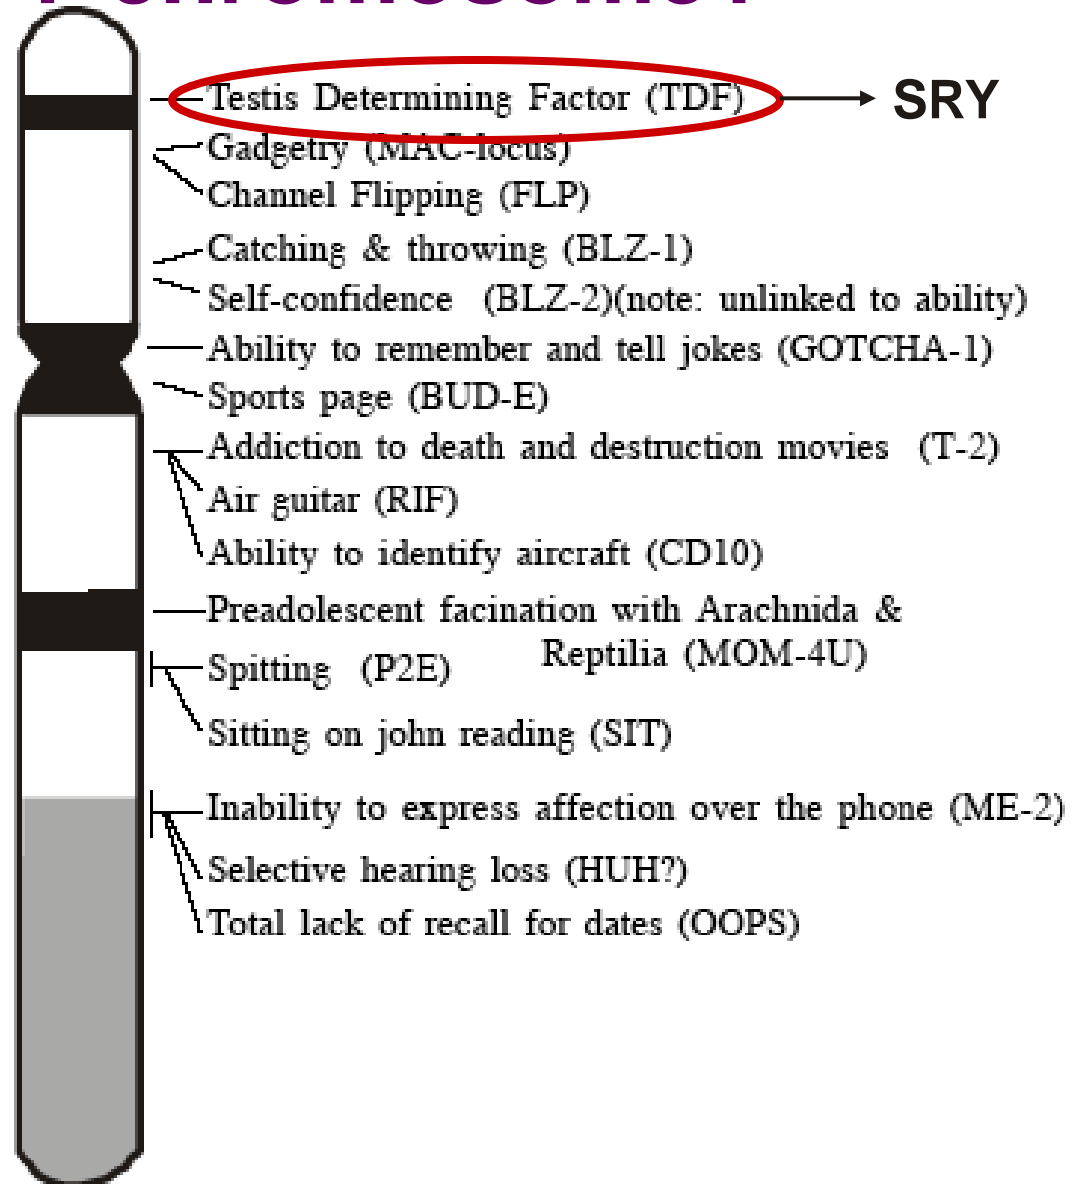 chromosome?
Testis Determining Factor (TDF) SRY
Gadgetry (MAC-locus)
Channel Flipping (FLP)
Catching & throwing (BLZ-1)
Self-confidence (BLZ-2)(note: unlinked to ability)
Ability to remember and tell jokes (GOTCHA-1)
Sports page (BUD-E)
Addiction to death and destruction movies (T-2)
Air guitar (RIF)
Ability to identify aircraft (CD10)
Preadolescent facination with Arachnida &
Reptilia (MOM-4U)
Spitting (P2E)
Sitting on john reading (SIT)
Inability to express affection over the phone (ME-2)
Selective hearing loss (HUH?)
Total lack of recall for dates (OOPS)